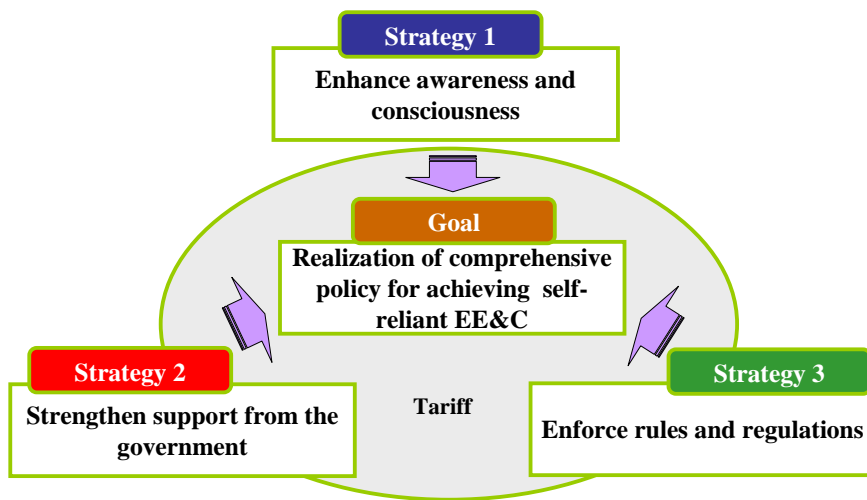 Strategy 1
Enhance awareness and
consciousness
Goal
Realization of comprehensive
policy for achieving self-
reliant EE&C
Strategy 2
Strengthen support from the
government
Tariff
Strategy 3
Enforce rules and regulations